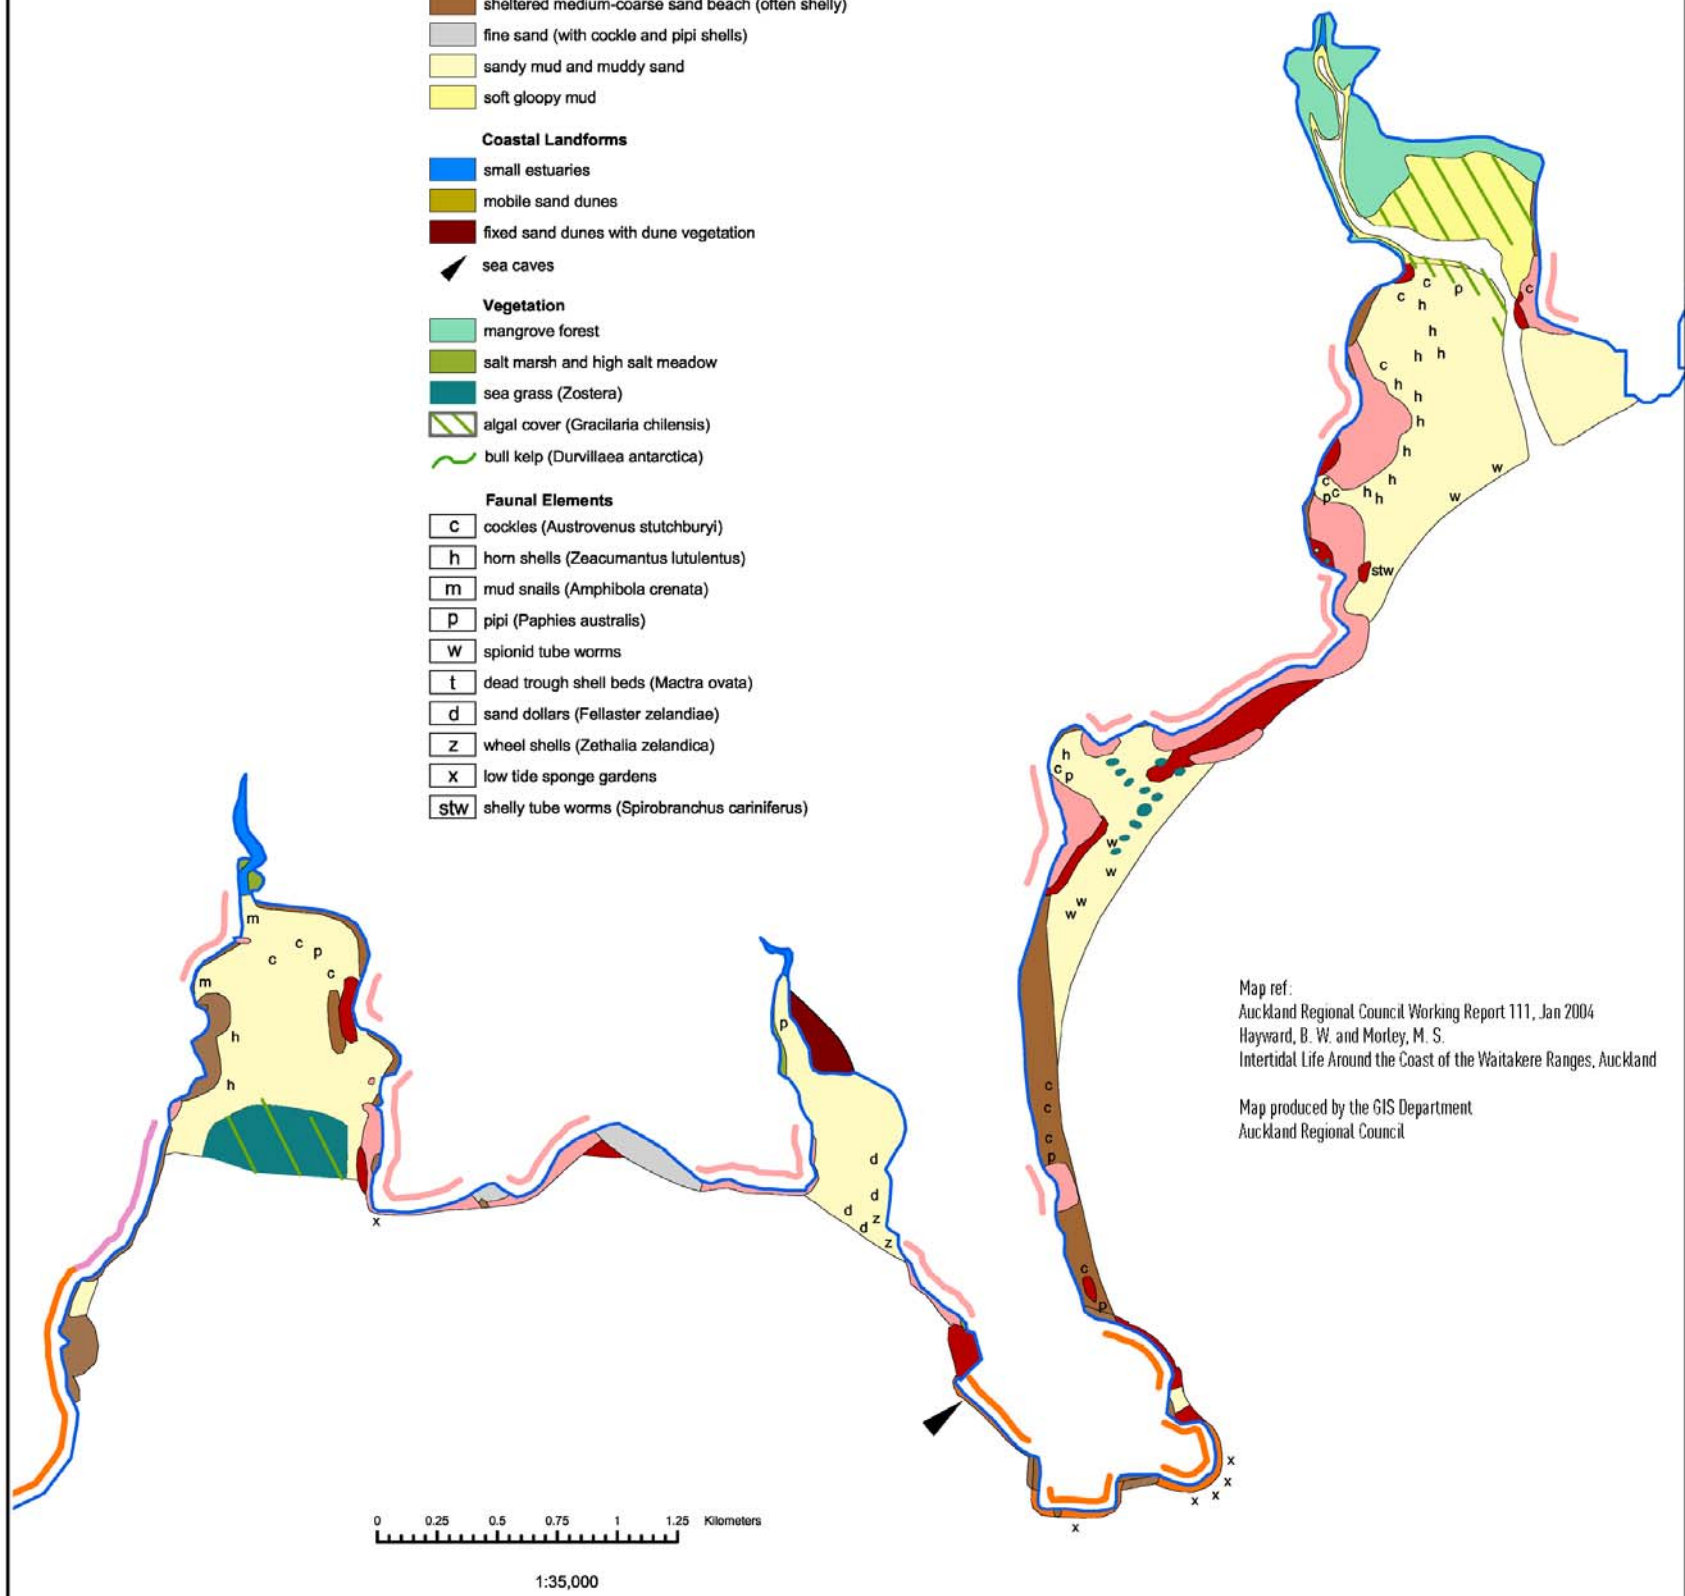 sheltered medium-coarse sand beach (often shelly)
fine sand (with cockle and pipi shells)
sandy mud and muddy sand
soft gloopy mud
Coastal Landforms
small estuaries
mobile sand dunes
fixed sand dunes with dune vegetation
sea caves
Vegetation
mangrove forest
salt marsh and high salt meadow
sea grass (Zostera)
algal cover (Gracilaria chilensis)
bull kelp (Durvillaea antarctica)
Faunal Elements
c cockles (Austrovenus stutchburyi)
h horn shells (Zeacumantus lutulentus)
m mud snails (Amphibola crenata)
p pipi (Paphies australis)
w spionid tube worms
t dead trough shell beds (Mactra ovata)
d sand dollars (Fellaster zelandiae)
z wheel shells (Zethalia zelandica)
x low tide sponge gardens
stw shelly tube worms (Spirobranchus cariniferus)
c
p
c
c
h
h
h
h
c
h
h
h
h
w
c
h
p
c
h
h
w
stw
h
c
p
w
w
w
w
m
c
p
c
c
m
h
h
x
p
d
d
d
z
d
z
c
c
c
p
c
p
x
x
x
x
x
Map ref:
Auckland Regional Council Working Report 111, Jan 2004
Hayward, B. W. and Morley, M. S.
Intertidal Life Around the Coast of the Waitakere Ranges, Auckland
Map produced by the GIS Department
Auckland Regional Council
0 0.25 0.5 0.75 1 1.25 Kilometers
1:35,000